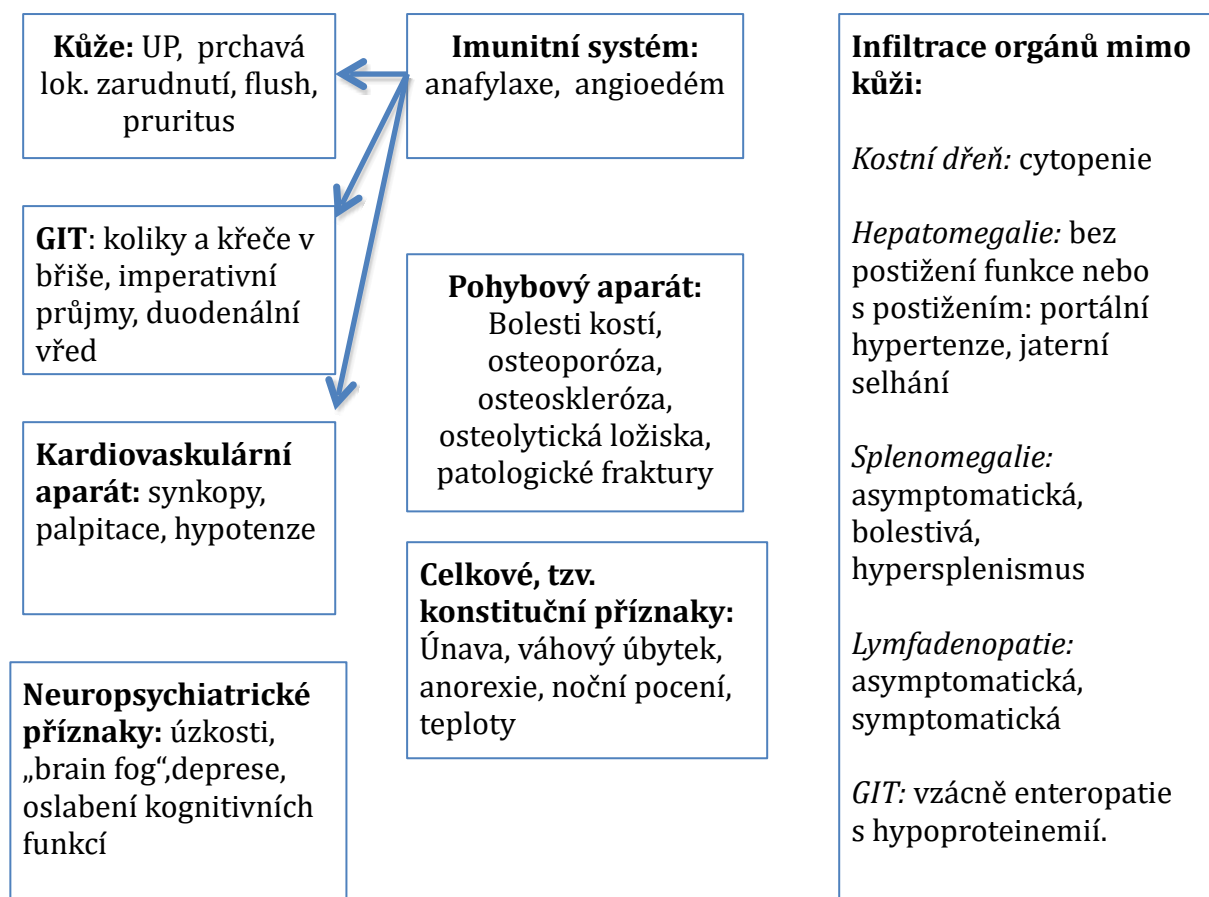 Kůže: UP, prchavá
lok. zarudnutí, flush,
pruritus
Imunitní systém:
anafylaxe, angioedém
GIT: koliky a křeče v
břiše, imperativní
průjmy, duodenální
vřed
Pohybový aparát:
Bolesti kostí,
osteoporóza,
osteoskleróza,
osteolytická ložiska,
patologické fraktury
Kardiovaskulární
aparát: synkopy,
palpitace, hypotenze
Celkové, tzv.
konstituční příznaky:
Únava, váhový úbytek,
anorexie, noční pocení,
teploty
Neuropsychiatrické
příznaky: úzkosti,
„brain fog“,deprese,
oslabení kognitivních
funkcí
Infiltrace orgánů mimo
kůži:
Kostní dřeň: cytopenie
Hepatomegalie: bez
postižení funkce nebo
s postižením: portální
hypertenze, jaterní
selhání
Splenomegalie:
asymptomatická,
bolestivá,
hypersplenismus
Lymfadenopatie:
asymptomatická,
symptomatická
GIT: vzácně enteropatie
s hypoproteinemií.